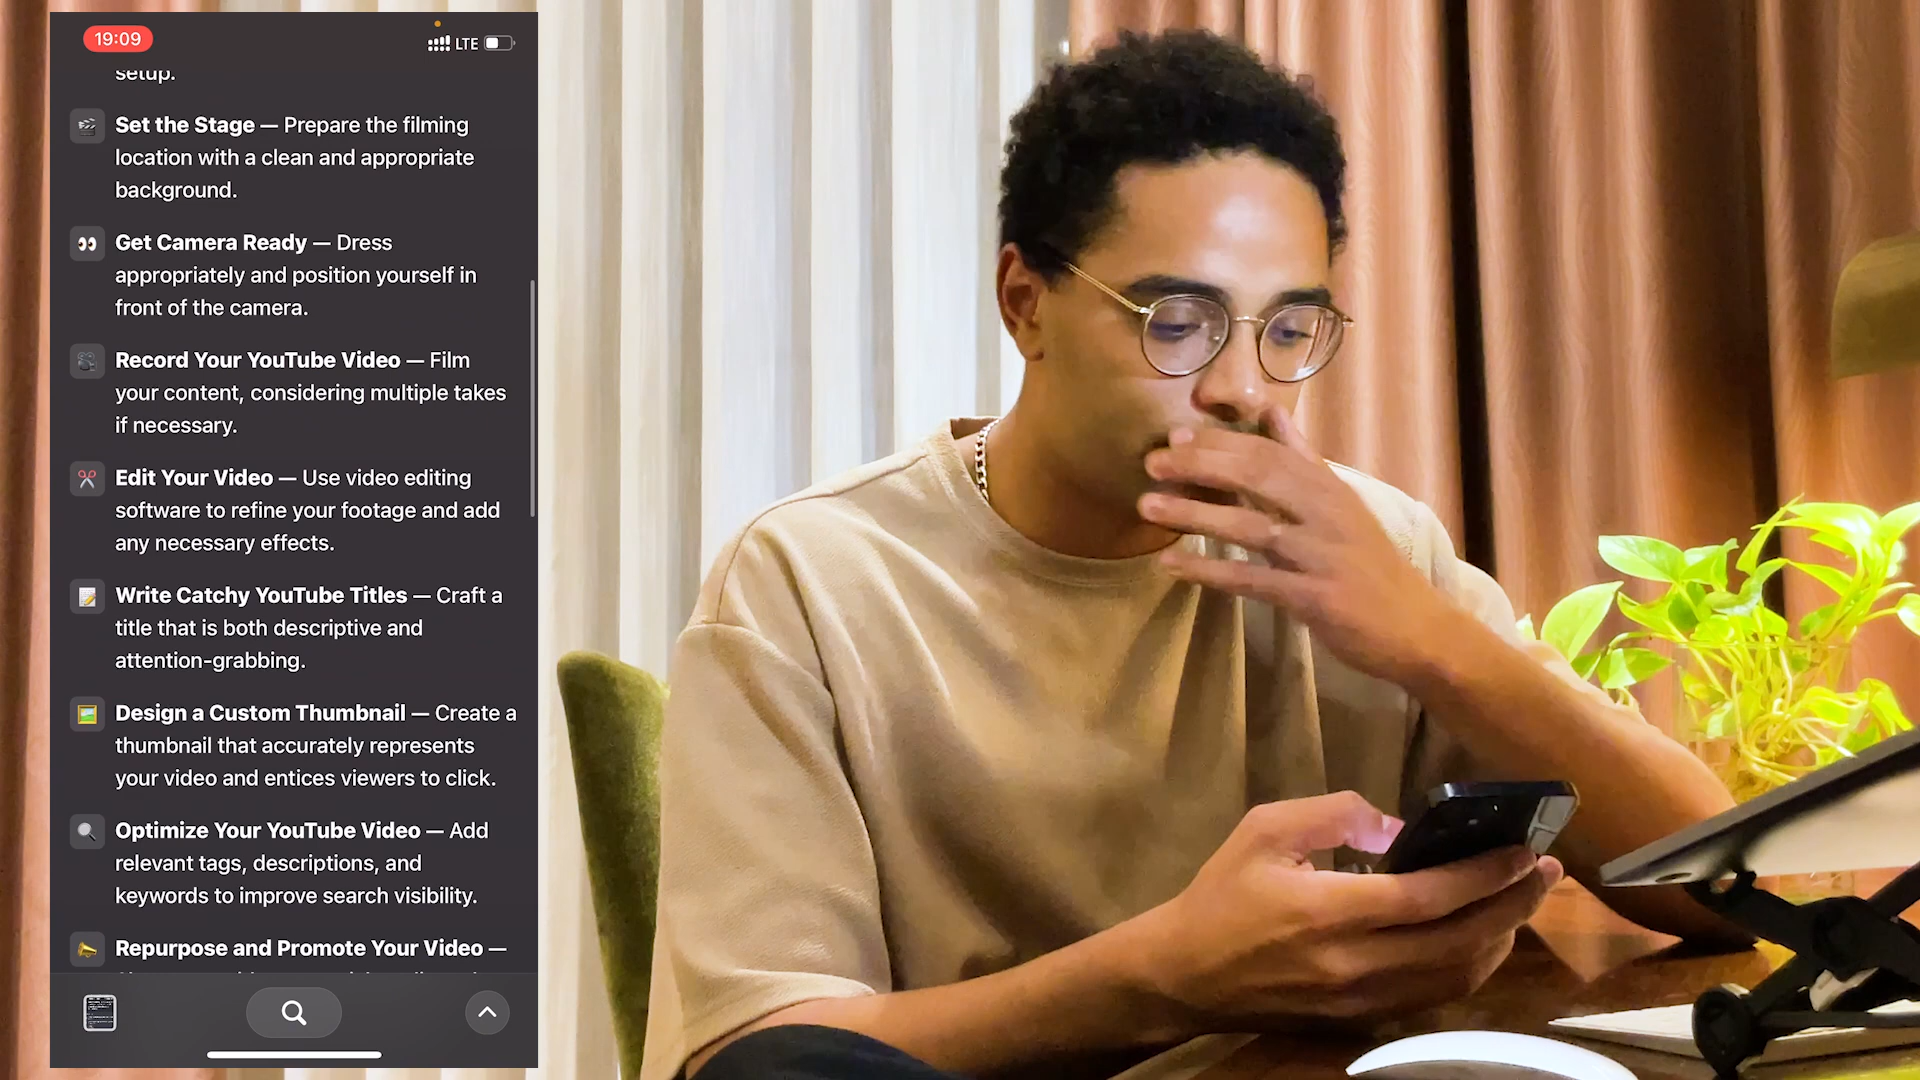 19:09
LTE
setup.
Set the Stage — Prepare the filming
location with a clean and appropriate
background.
Get Camera Ready — Dress
appropriately and position yourself in
front of the camera.
Record Your YouTube Video — Film
your content, considering multiple takes
if necessary.
Edit Your Video — Use video editing
software to refine your footage and add
any necessary effects.
Write Catchy YouTube Titles — Craft a
title that is both descriptive and
attention-grabbing.
Design a Custom Thumbnail — Create a
thumbnail that accurately represents
your video and entices viewers to click.
Optimize Your YouTube Video — Add
relevant tags, descriptions, and
keywords to improve search visibility.
Repurpose and Promote Your Video —